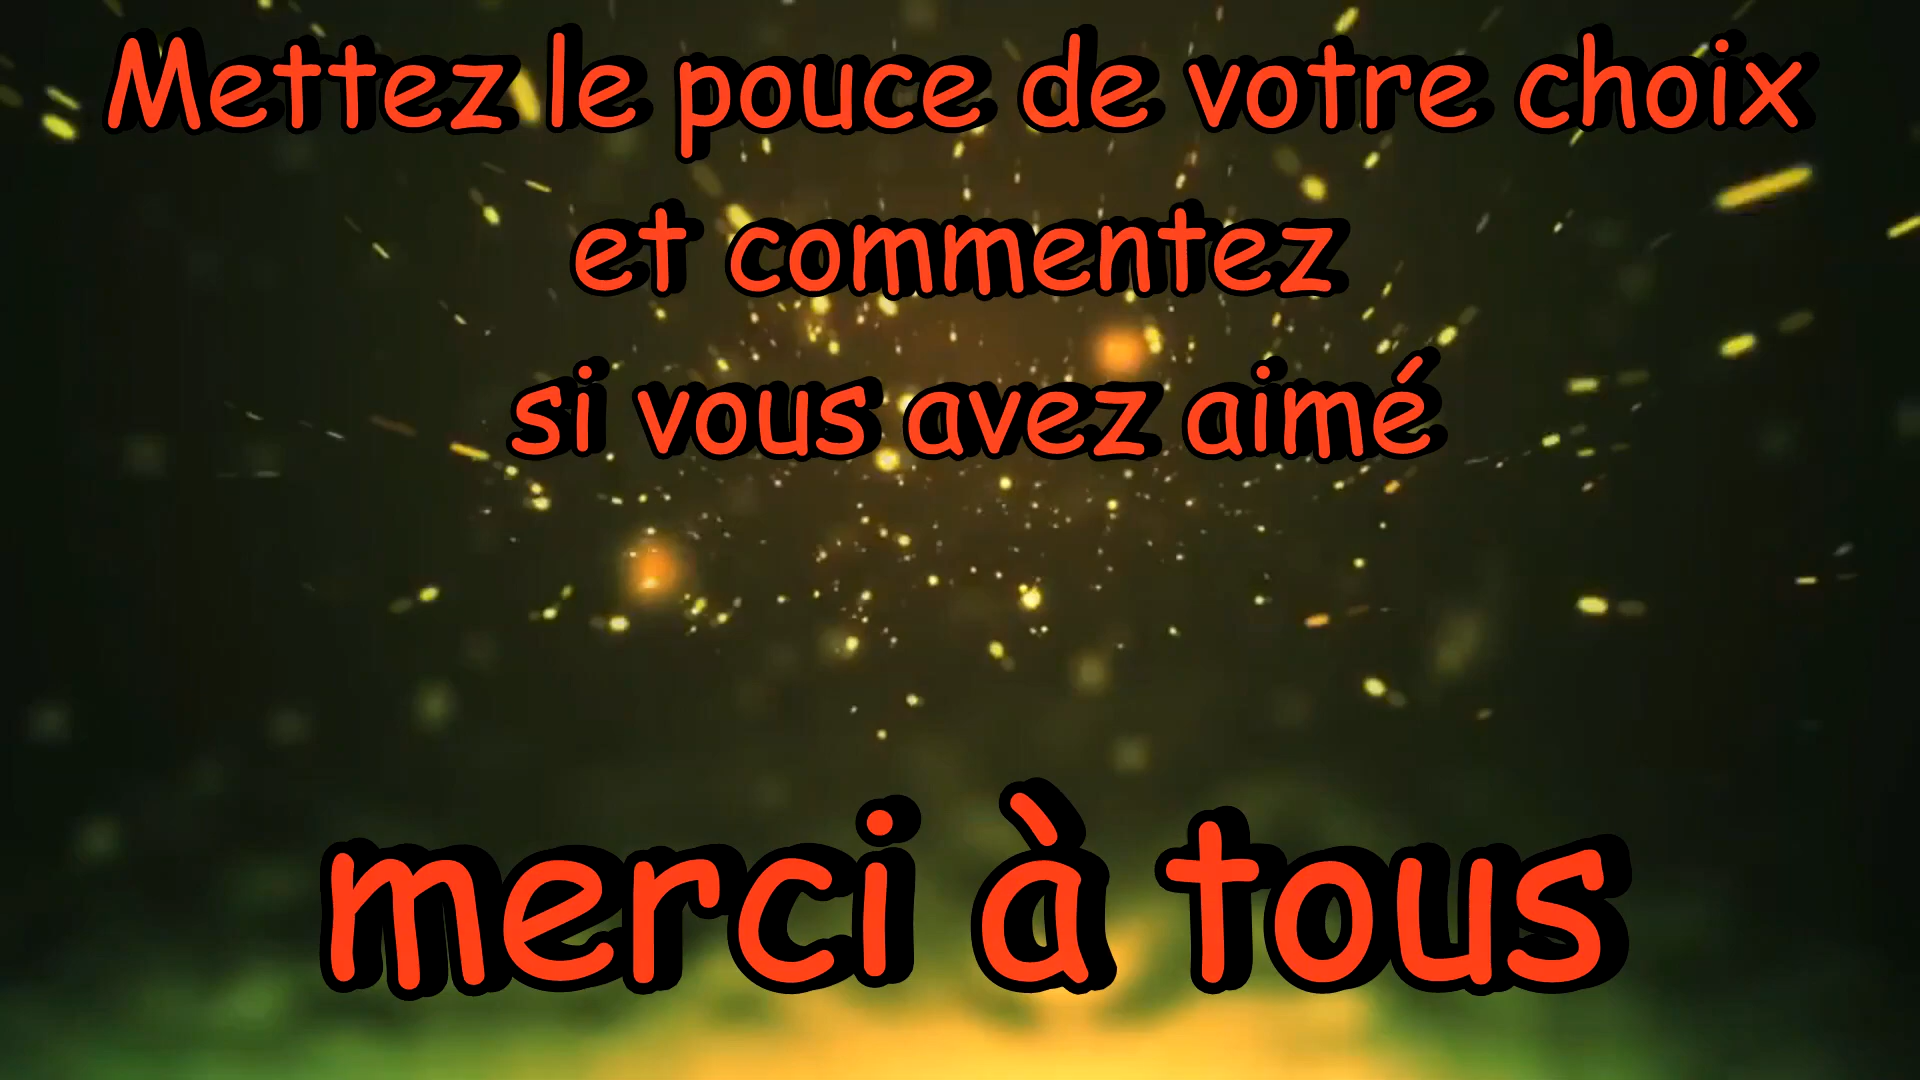 Mettez le pouce de votre choix
et commentez
si vous avez aimé
merci à tous